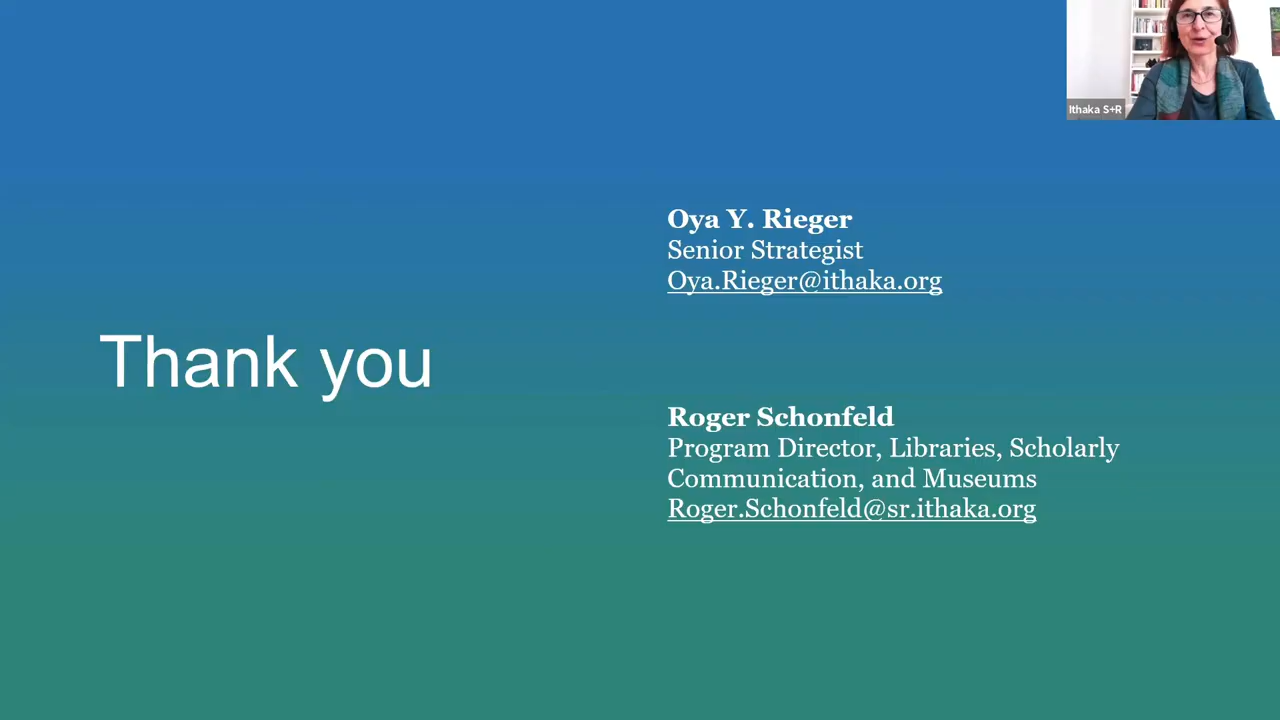 Ithaka S+R
Oya Y. Rieger
Senior Strategist
Oya.Rieger@ithaka.org
Thank you
Roger Schonfeld
Program Director, Libraries, Scholarly
Communication, and Museums
Roger.Schonfeld@sr.ithaka.org